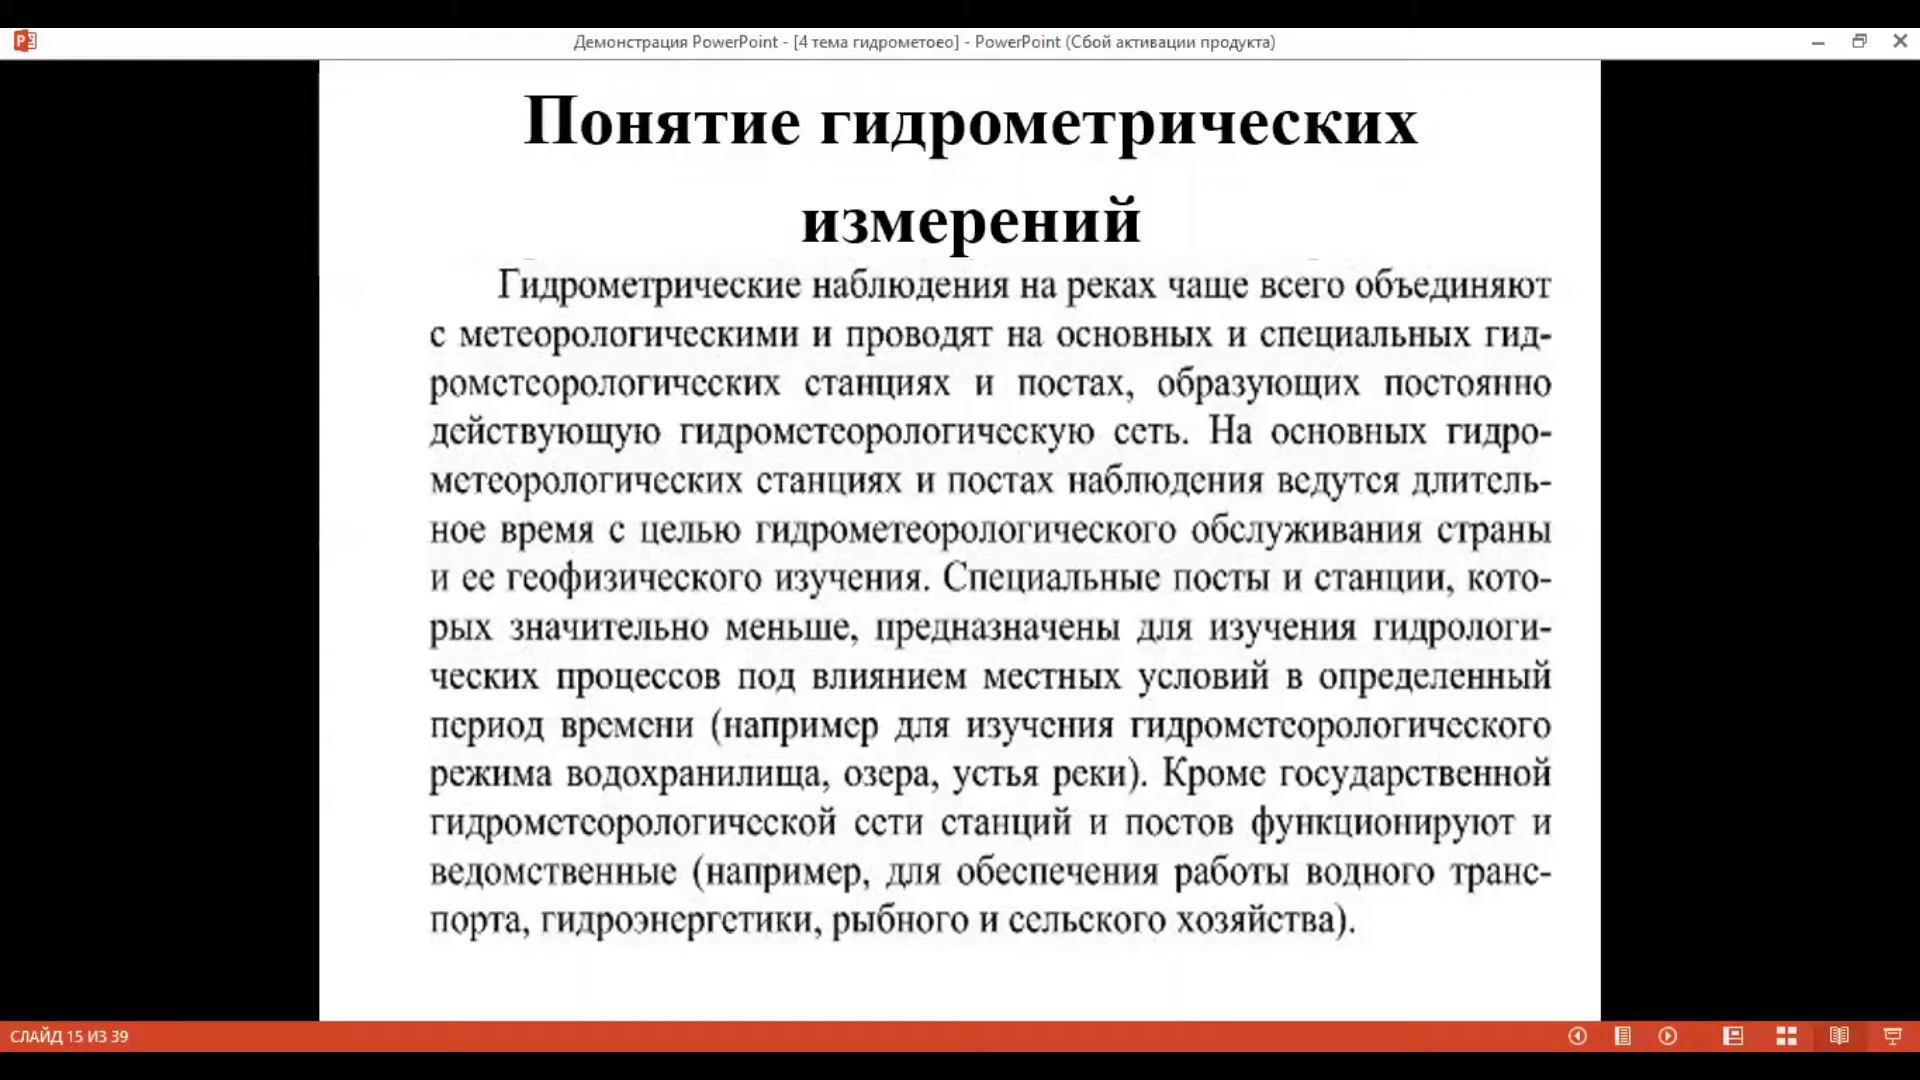 Демонстрация PowerPoint - [4 тема гидрометоео] - PowerPoint (Сбой активации продукта)
Понятие гидрометрических
измерений
Гидрометрические наблюдения на реках чаще всего объединяют
с метеорологическими и проводят на основных и специальных гид-
рометеорологических станциях и постах, образующих постоянно
действующую гидрометеорологическую сеть. На основных гидро-
метеорологических станциях и постах наблюдения ведутся длитель-
ное время с целью гидрометеорологического обслуживания страны
и ее геофизического изучения. Специальные посты и станции, кото-
рых значительно меньше, предназначены для изучения гидрологи-
ческих процессов под влиянием местных условий в определенный
период времени (например для изучения гидрометеорологического
режима водохранилища, озера, устья реки). Кроме государственной
гидрометеорологической сети станций и постов функционируют и
ведомственные (например, для обеспечения работы водного транс-
порта, гидроэнергетики, рыбного и сельского хозяйства).
СЛАЙД 15 ИЗ 39